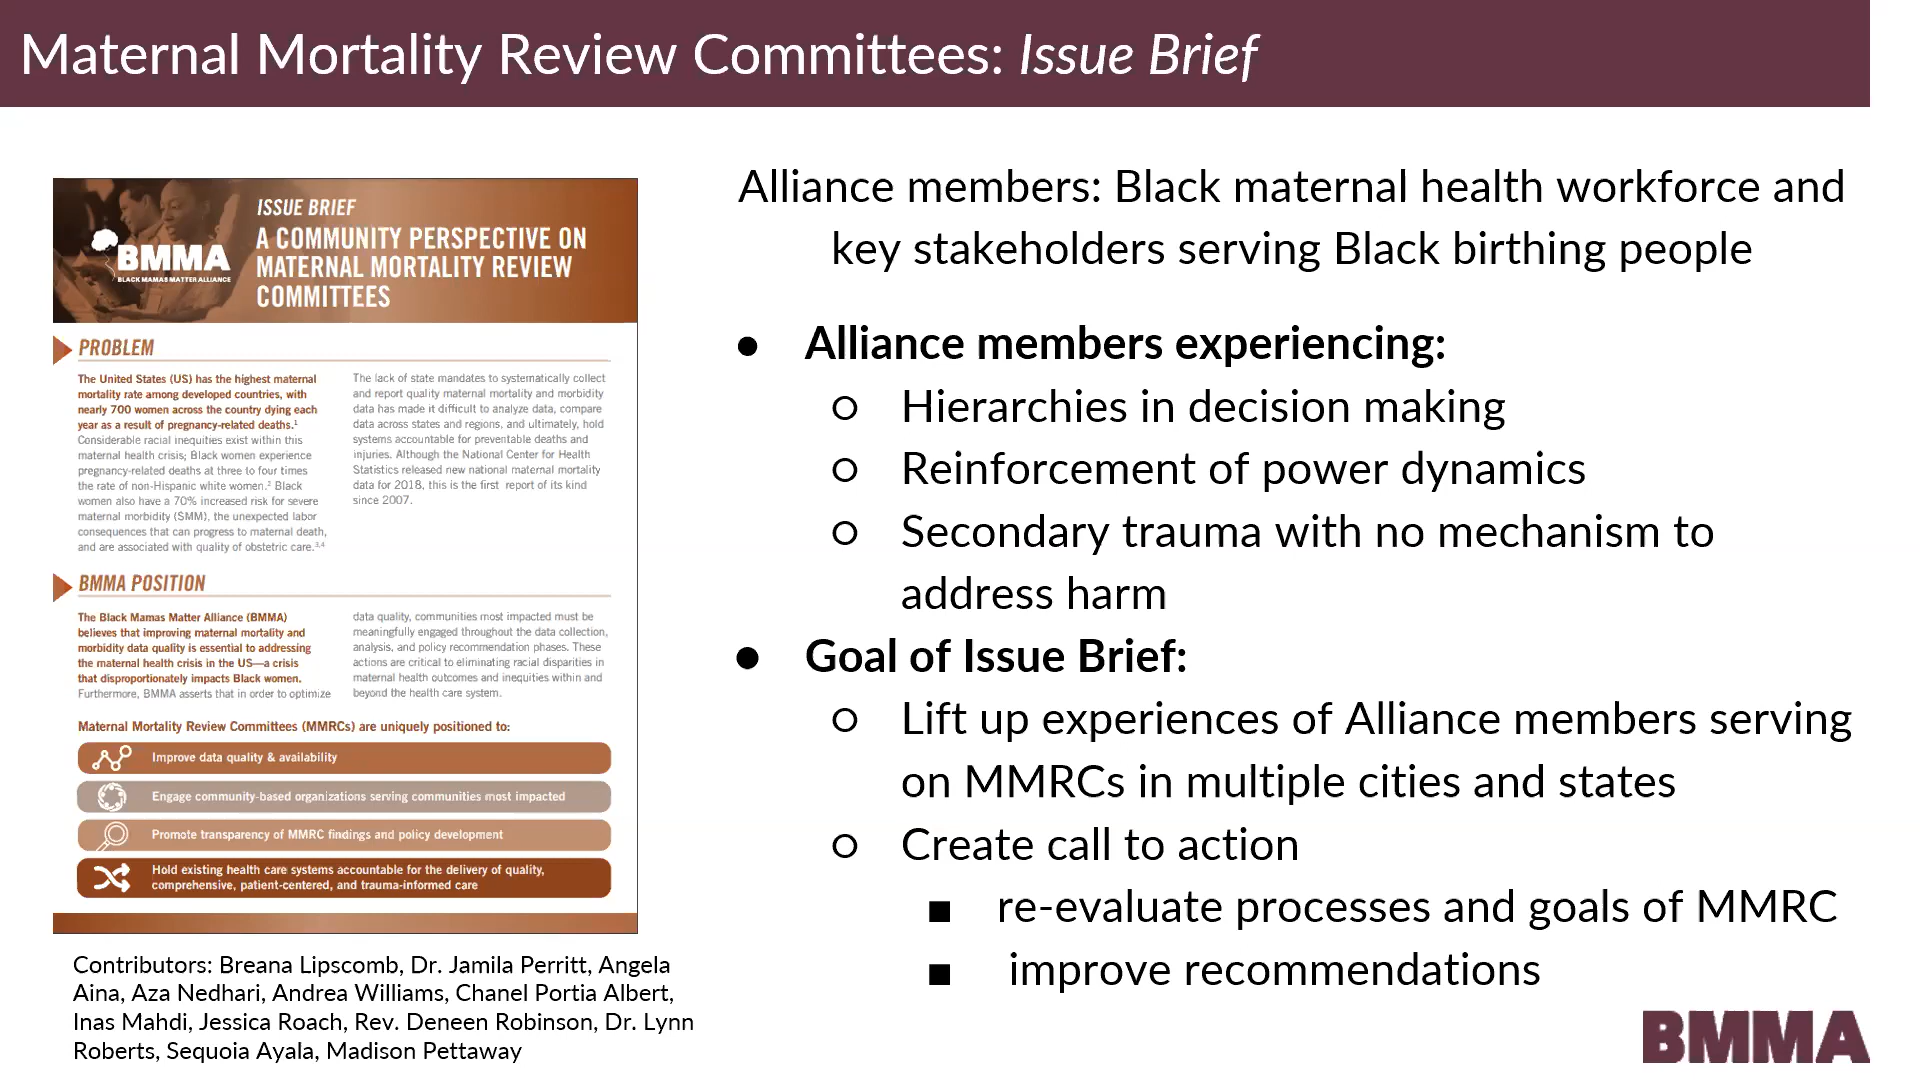 Maternal Mortality Review Committees: Issue Brief
ISSUE BRIEF
A COMMUNITY PERSPECTIVE ON
MATERNAL MORTALITY REVIEW
COMMITTEES
BMMA
BLACK MAMAS MATTER ALLIANCE
PROBLEM
The United States (US) has the highest maternal
mortality rate among developed countries, with
nearly 700 women across the country dying each
year as a result of pregnancy-related deaths.1
Considerable racial inequities exist within this
maternal health crisis; Black women experience
pregnancy-related deaths at three to four times
the rate of non-Hispanic white women.2 Black
women also have a 70% increased risk for severe
maternal morbidity (SMM), the unexpected labor
consequences that can progress to maternal death,
and are associated with quality of obstetric care.3,4
The lack of state mandates to systematically collect
and report quality maternal mortality and morbidity
data has made it difficult to analyze data, compare
data across states and regions, and ultimately, hold
systems accountable for preventable deaths and
injuries. Although the National Center for Health
Statistics released new national maternal mortality
data for 2018, this is the first report of its kind
since 2007.
BMMA POSITION
The Black Mamas Matter Alliance (BMMA)
believes that improving maternal mortality and
morbidity data quality is essential to addressing
the maternal health crisis in the US—a crisis
that disproportionately impacts Black women.
Furthermore, BMMA asserts that in order to optimize
data quality, communities most impacted must be
meaningfully engaged throughout the data collection,
analysis, and policy recommendation phases. These
actions are critical to eliminating racial disparities in
maternal health outcomes and inequities within and
beyond the health care system.
Maternal Mortality Review Committees (MMRCs) are uniquely positioned to:
Improve data quality & availability
Engage community-based organizations serving communities most impacted
Promote transparency of MMRC findings and policy development
Hold existing health care systems accountable for the delivery of quality,
comprehensive, patient-centered, and trauma-informed care
Contributors: Breana Lipscomb, Dr. Jamila Perritt, Angela
Aina, Aza Nedhari, Andrea Williams, Chanel Portia Albert,
Inas Mahdi, Jessica Roach, Rev. Deneen Robinson, Dr. Lynn
Roberts, Sequoia Ayala, Madison Pettaway
Alliance members: Black maternal health workforce and
key stakeholders serving Black birthing people
● Alliance members experiencing:
○ Hierarchies in decision making
○ Reinforcement of power dynamics
○ Secondary trauma with no mechanism to
address harm
● Goal of Issue Brief:
○ Lift up experiences of Alliance members serving
on MMRCs in multiple cities and states
○ Create call to action
■ re-evaluate processes and goals of MMRC
■ improve recommendations
BMMA